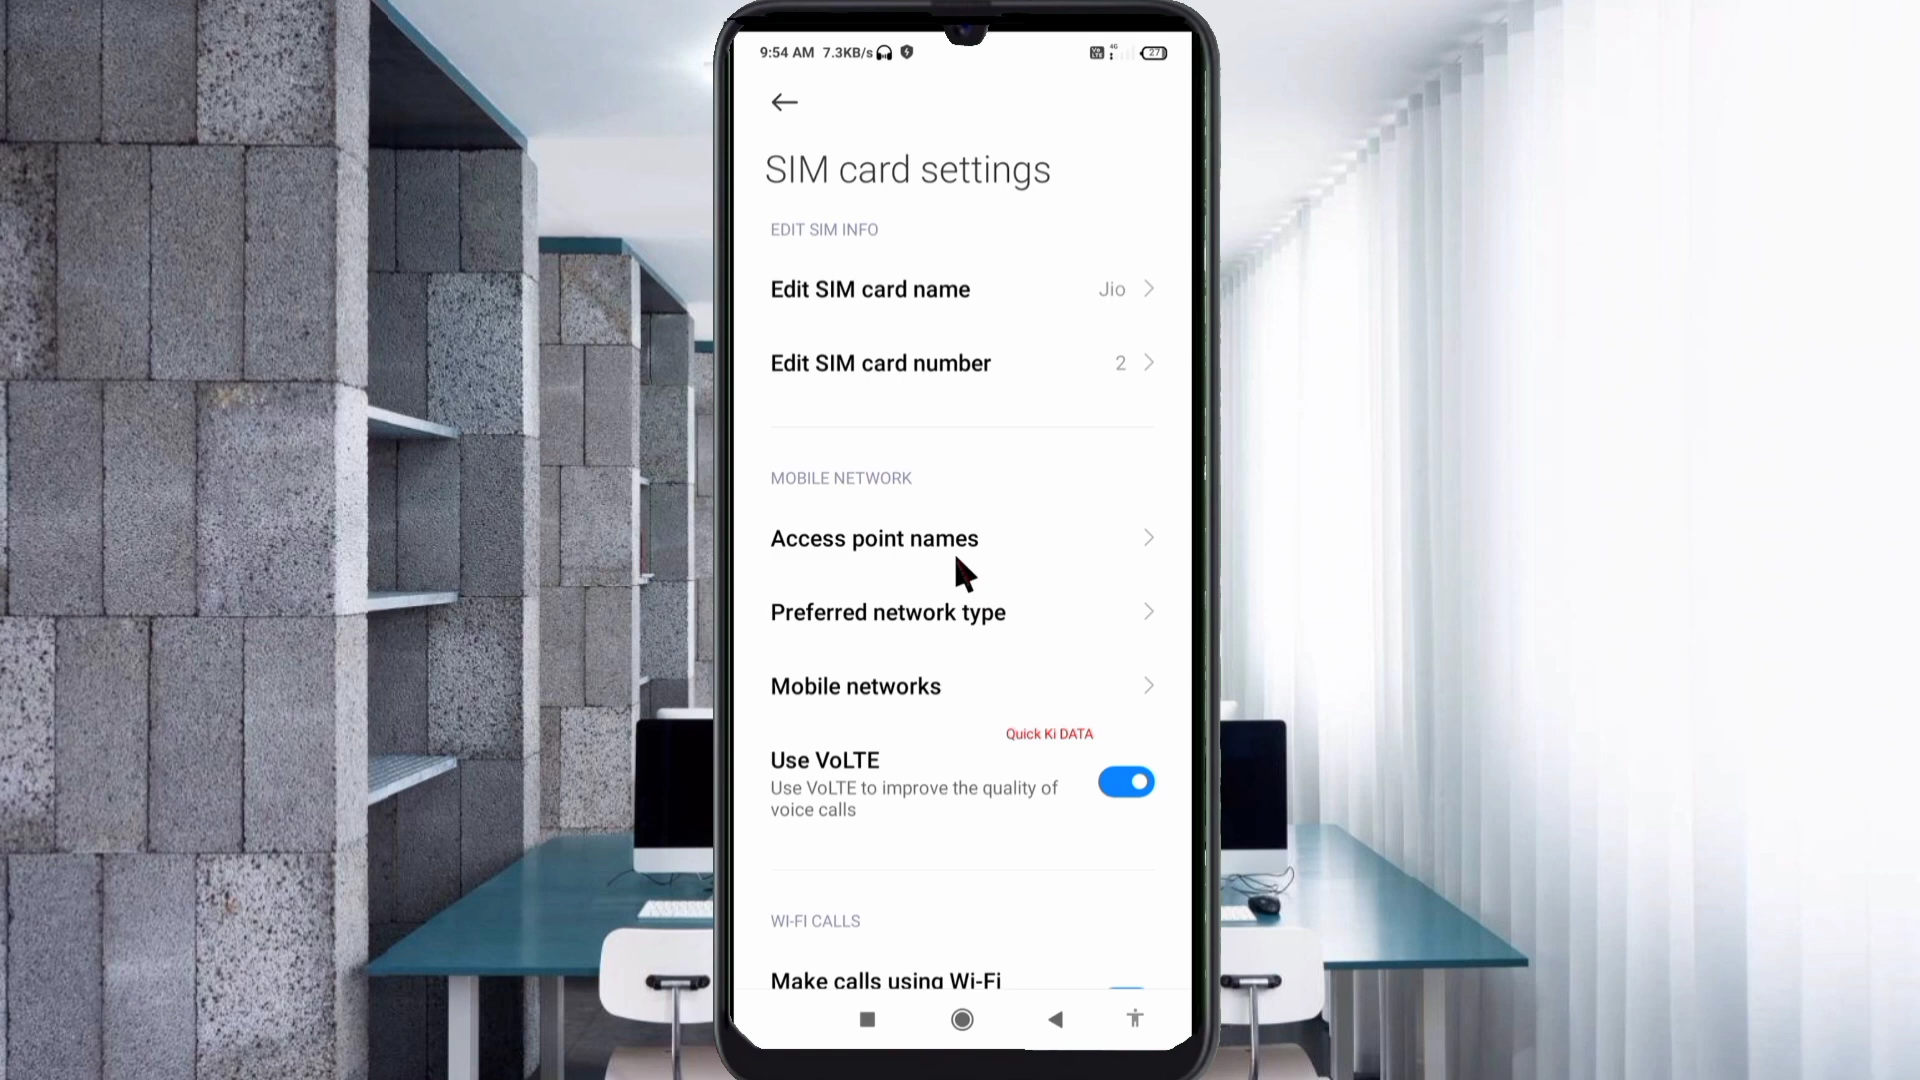 9:54 AM 7.3KB/s 4G 27
SIM card settings
EDIT SIM INFO
Edit SIM card name Jio
Edit SIM card number 2
MOBILE NETWORK
Access point names
Preferred network type
Mobile networks
Quick Ki DATA
Use VoLTE
Use VoLTE to improve the quality of
voice calls
WI-FI CALLS
Make calls using Wi-Fi